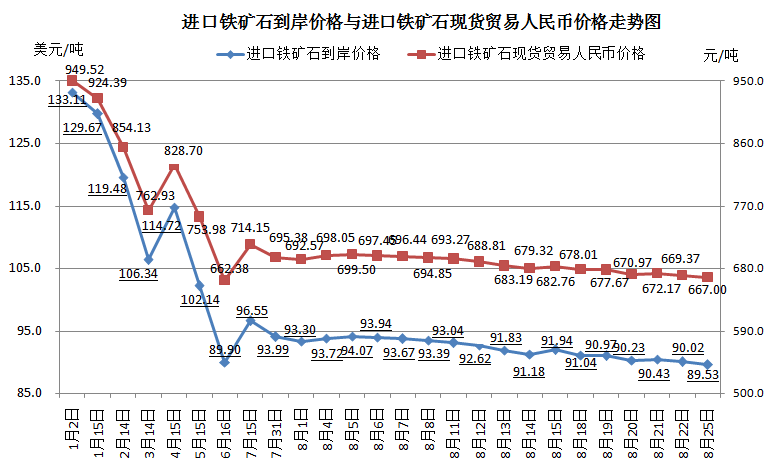 进口铁矿石到岸价格与进口铁矿石现货贸易人民币价格走势图
美元/吨
进口铁矿石到岸价格
进口铁矿石现货贸易人民币价格
元/吨
135.0
125.0
115.0
105.0
95.0
85.0
950.0
860.0
770.0
680.0
590.0
500.0
949.52
924.39
854.13
762.93
828.70
753.98
662.38
714.15
695.38
692.57
698.05
699.50
697.45
696.44
694.85
693.27
688.81
683.19
679.32
682.76
678.01
677.67
670.97
672.17
669.37
667.00
133.11
129.67
119.48
106.34
114.72
102.14
89.90
96.55
93.99
93.30
93.72
94.07
93.94
93.67
93.39
93.04
92.62
91.83
91.18
91.94
91.04
90.97
90.23
90.43
90.02
89.53
1月2日
1月15日
2月14日
3月14日
4月15日
5月15日
6月16日
7月15日
7月31日
8月1日
8月4日
8月5日
8月6日
8月7日
8月8日
8月11日
8月12日
8月13日
8月14日
8月15日
8月18日
8月19日
8月20日
8月21日
8月22日
8月25日